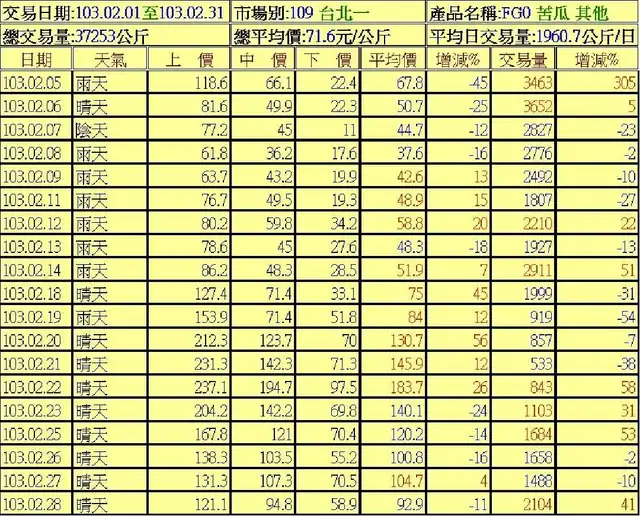 交易日期:103.02.01至103.02.31 市場別:109 台北一 產品名稱:FG0 苦瓜 其他
總交易量:37253公斤 總平均價:71.6元/公斤 平均日交易量:1960.7公斤/日
日期 天氣 上 價 中 價 下 價 平均價 增減% 交易量 增減%
103.02.05 雨天 118.6 66.1 22.4 67.8 -45 3463 305
103.02.06 晴天 81.6 49.9 22.3 50.7 -25 3652 5
103.02.07 陰天 77.2 45 11 44.7 -12 2827 -23
103.02.08 雨天 61.8 36.2 17.6 37.6 -16 2776 -2
103.02.09 雨天 63.7 43.2 19.9 42.6 13 2492 -10
103.02.11 雨天 76.7 49.5 19.3 48.9 15 1807 -27
103.02.12 雨天 80.2 59.8 34.2 58.8 20 2210 22
103.02.13 雨天 78.6 45 27.6 48.3 -18 1927 -13
103.02.14 雨天 86.2 48.3 28.5 51.9 7 2911 51
103.02.18 晴天 127.4 71.4 33.1 75 45 1999 -31
103.02.19 雨天 153.9 71.4 51.8 84 12 919 -54
103.02.20 晴天 212.3 123.7 70 130.7 56 857 -7
103.02.21 晴天 231.3 142.3 71.3 145.9 12 533 -38
103.02.22 晴天 237.1 194.7 97.5 183.7 26 843 58
103.02.23 晴天 204.2 142.2 69.8 140.1 -24 1103 31
103.02.25 晴天 167.8 121 70.4 120.2 -14 1684 53
103.02.26 晴天 138.3 103.5 55.2 100.8 -16 1658 -2
103.02.27 晴天 131.3 107.3 70.5 104.7 4 1488 -10
103.02.28 晴天 121.1 94.8 58.9 92.9 -11 2104 41